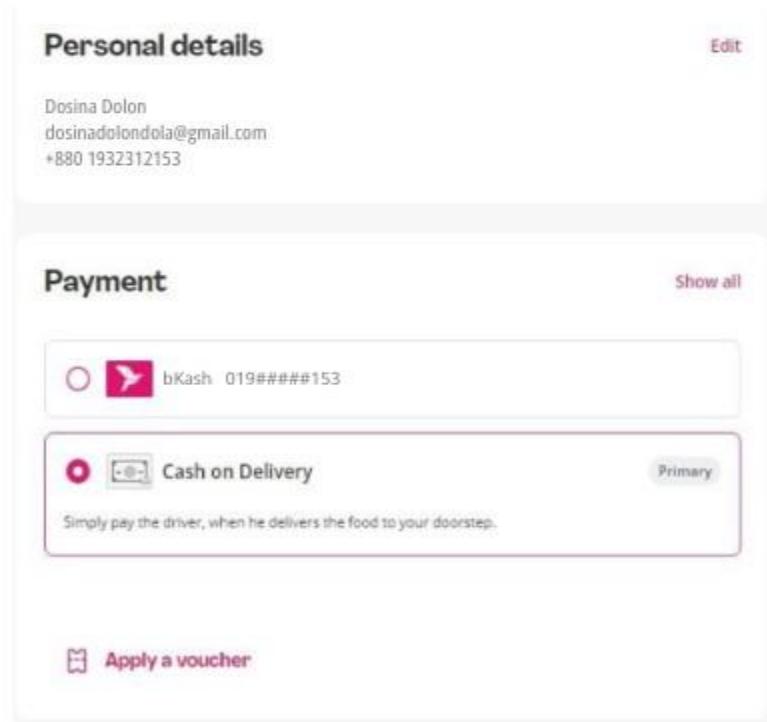 Personal details
Edit
Dosina Dolon
dosinadolondola@gmail.com
+880 1932312153
Payment
Show all
bKash 019#####153
Cash on Delivery
Primary
Simply pay the driver, when he delivers the food to your doorstep.
Apply a voucher